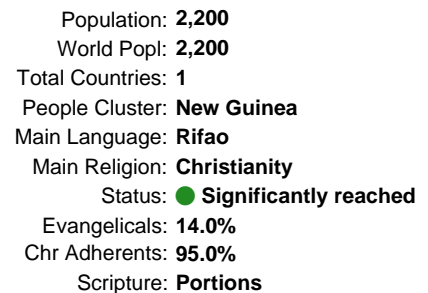 Population: 2,200
World Popl: 2,200
Total Countries: 1
People Cluster: New Guinea
Main Language: Rifao
Main Religion: Christianity
Status: Significantly reached
Evangelicals: 14.0%
Chr Adherents: 95.0%
Scripture: Portions